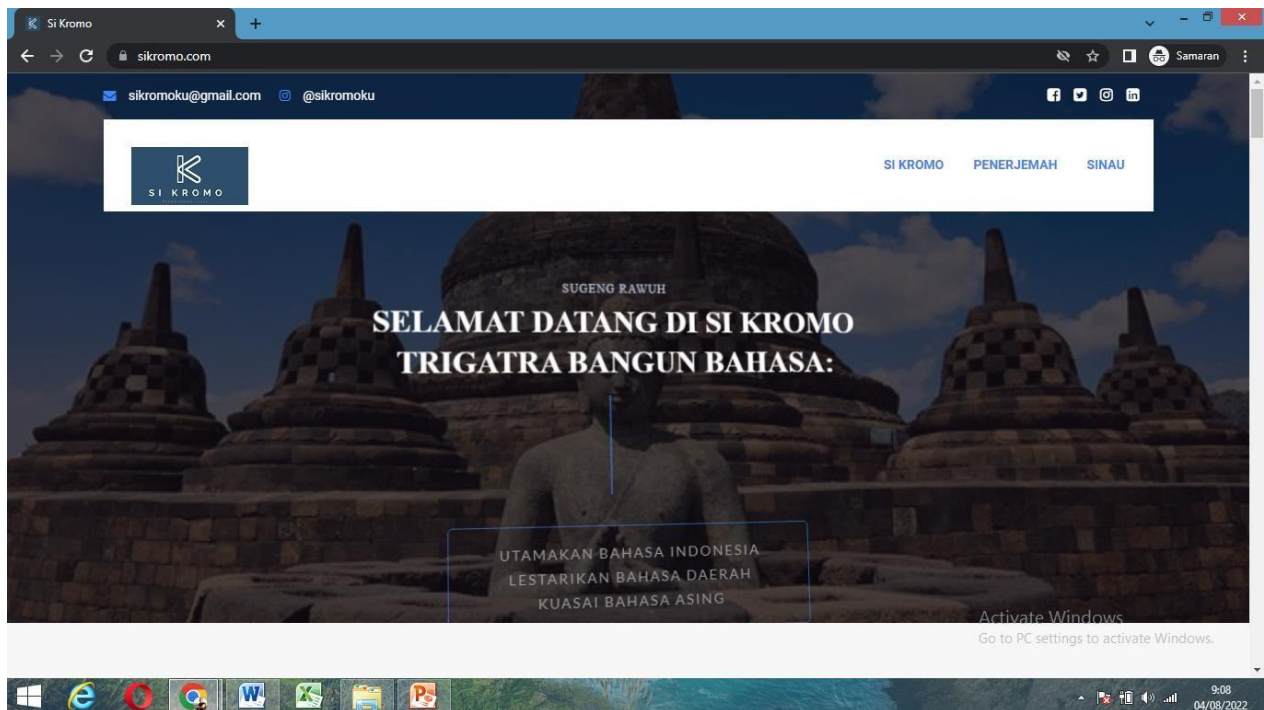 Si Kromo
sikromo.com
Samaran
sikromoku@gmail.com @sikromoku
SI KROMO
SI KROMO PENERJEMAH SINAU
SUGENG RAWUH
SELAMAT DATANG DI SI KROMO
TRIGATRA BANGUN BAHASA:
UTAMAKAN BAHASA INDONESIA
LESTARIKAN BAHASA DAERAH
KUASAI BAHASA ASING
Activate Windows
Go to PC settings to activate Windows.
9:08
04/08/2022